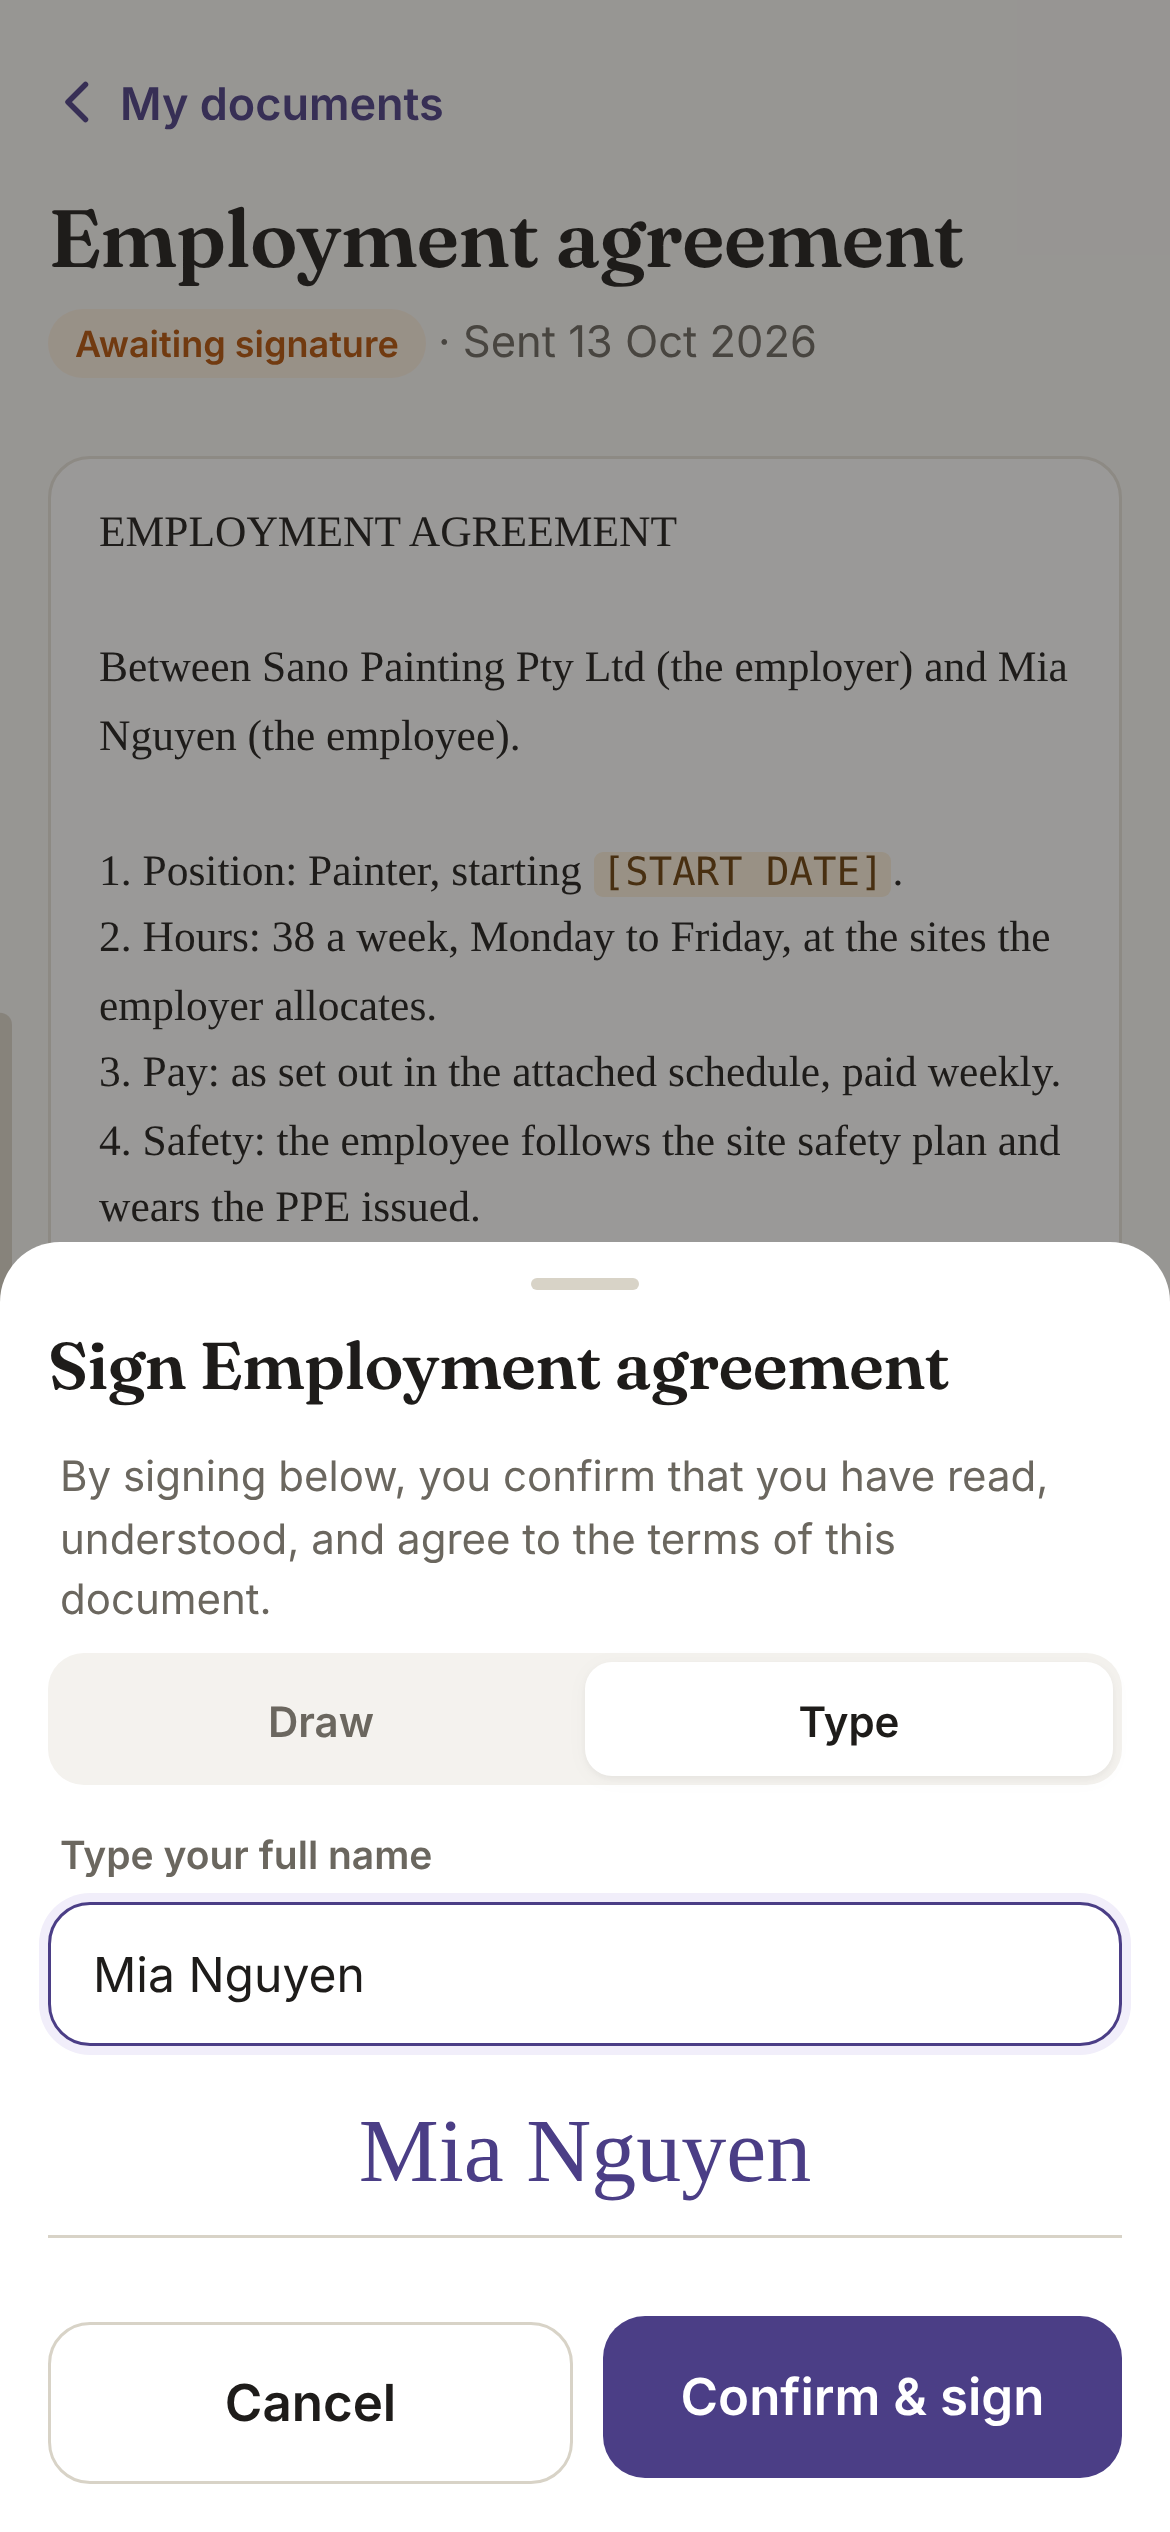 My documents
Employment agreement
Awaiting signature · Sent 13 Oct 2026
EMPLOYMENT AGREEMENT
Between Sano Painting Pty Ltd (the employer) and Mia
Nguyen (the employee).
1. Position: Painter, starting [START DATE].
2. Hours: 38 a week, Monday to Friday, at the sites the
employer allocates.
3. Pay: as set out in the attached schedule, paid weekly.
4. Safety: the employee follows the site safety plan and
wears the PPE issued.
Sign Employment agreement
By signing below, you confirm that you have read,
understood, and agree to the terms of this
document.
Draw Type
Type your full name
Mia Nguyen
Mia Nguyen
Cancel Confirm & sign